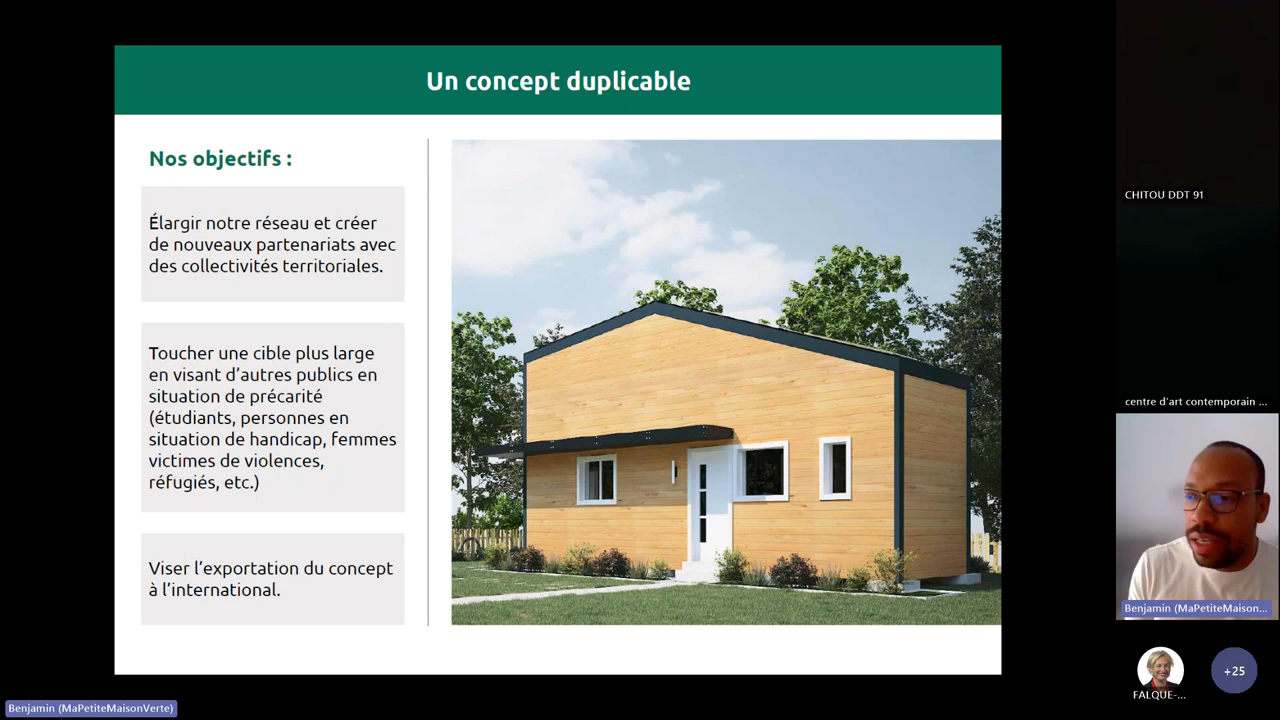 Un concept duplicable
Nos objectifs :
Élargir notre réseau et créer
de nouveaux partenariats avec
des collectivités territoriales.
Toucher une cible plus large
en visant d'autres publics en
situation de précarité
(étudiants, personnes en
situation de handicap, femmes
victimes de violences,
réfugiés, etc.)
Viser l'exportation du concept
à l'international.
CHITOU DDT 91
centre d'art contemporain ...
Benjamin (MaPetiteMaison...
FALQUE-...
+25
Benjamin (MaPetiteMaisonVerte)